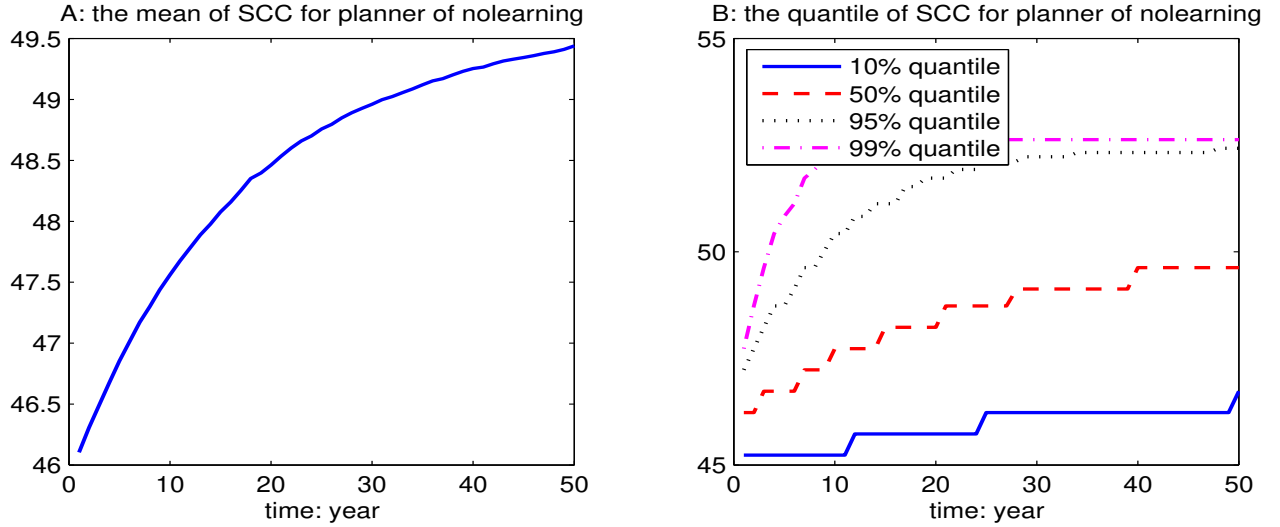 A: the mean of SCC for planner of nolearning
49.5
49
48.5
48
47.5
47
46.5
46
0
10
20
30
40
50
time: year
B: the quantile of SCC for planner of nolearning
55
50
45
10% quantile
50% quantile
95% quantile
99% quantile
0
10
20
30
40
50
time: year